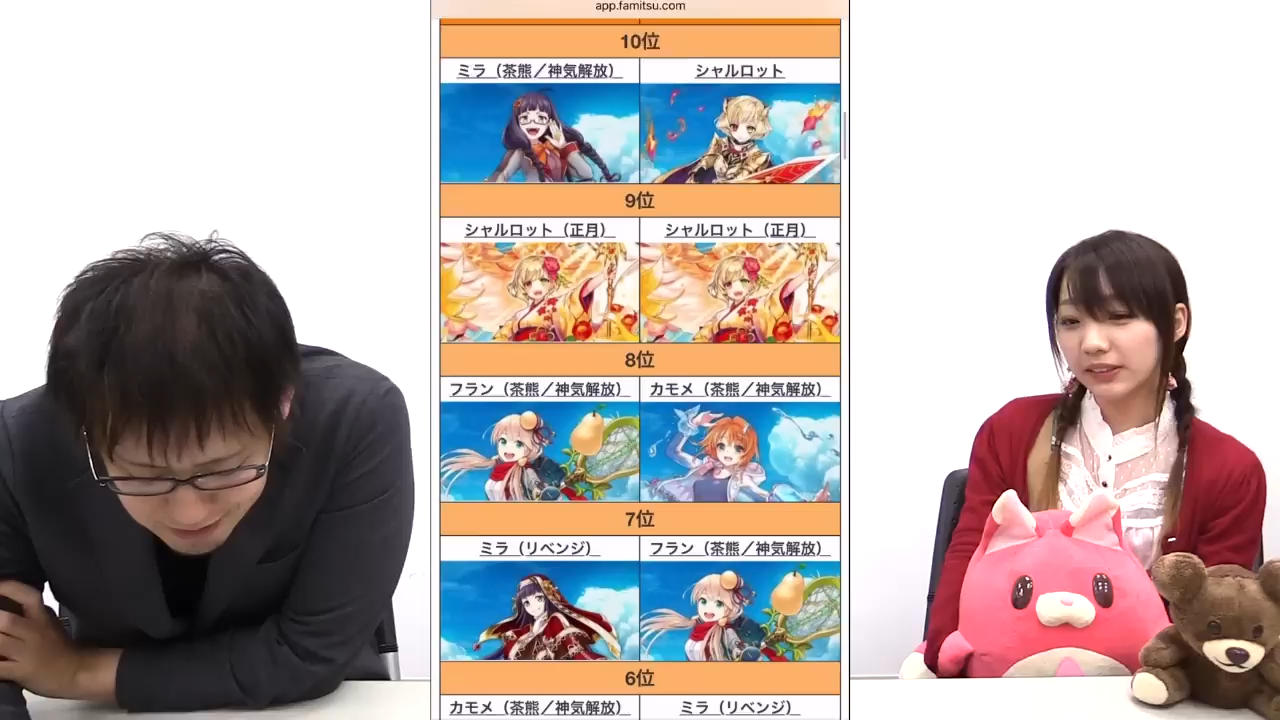 app.famitsu.com
10位
ミラ（茶熊／神気解放） シャルロット
9位
シャルロット（正月） シャルロット（正月）
8位
フラン（茶熊／神気解放） カモメ（茶熊／神気解放）
7位
ミラ（リベンジ） フラン（茶熊／神気解放）
6位
カモメ（茶熊／神気解放） ミラ（リベンジ）